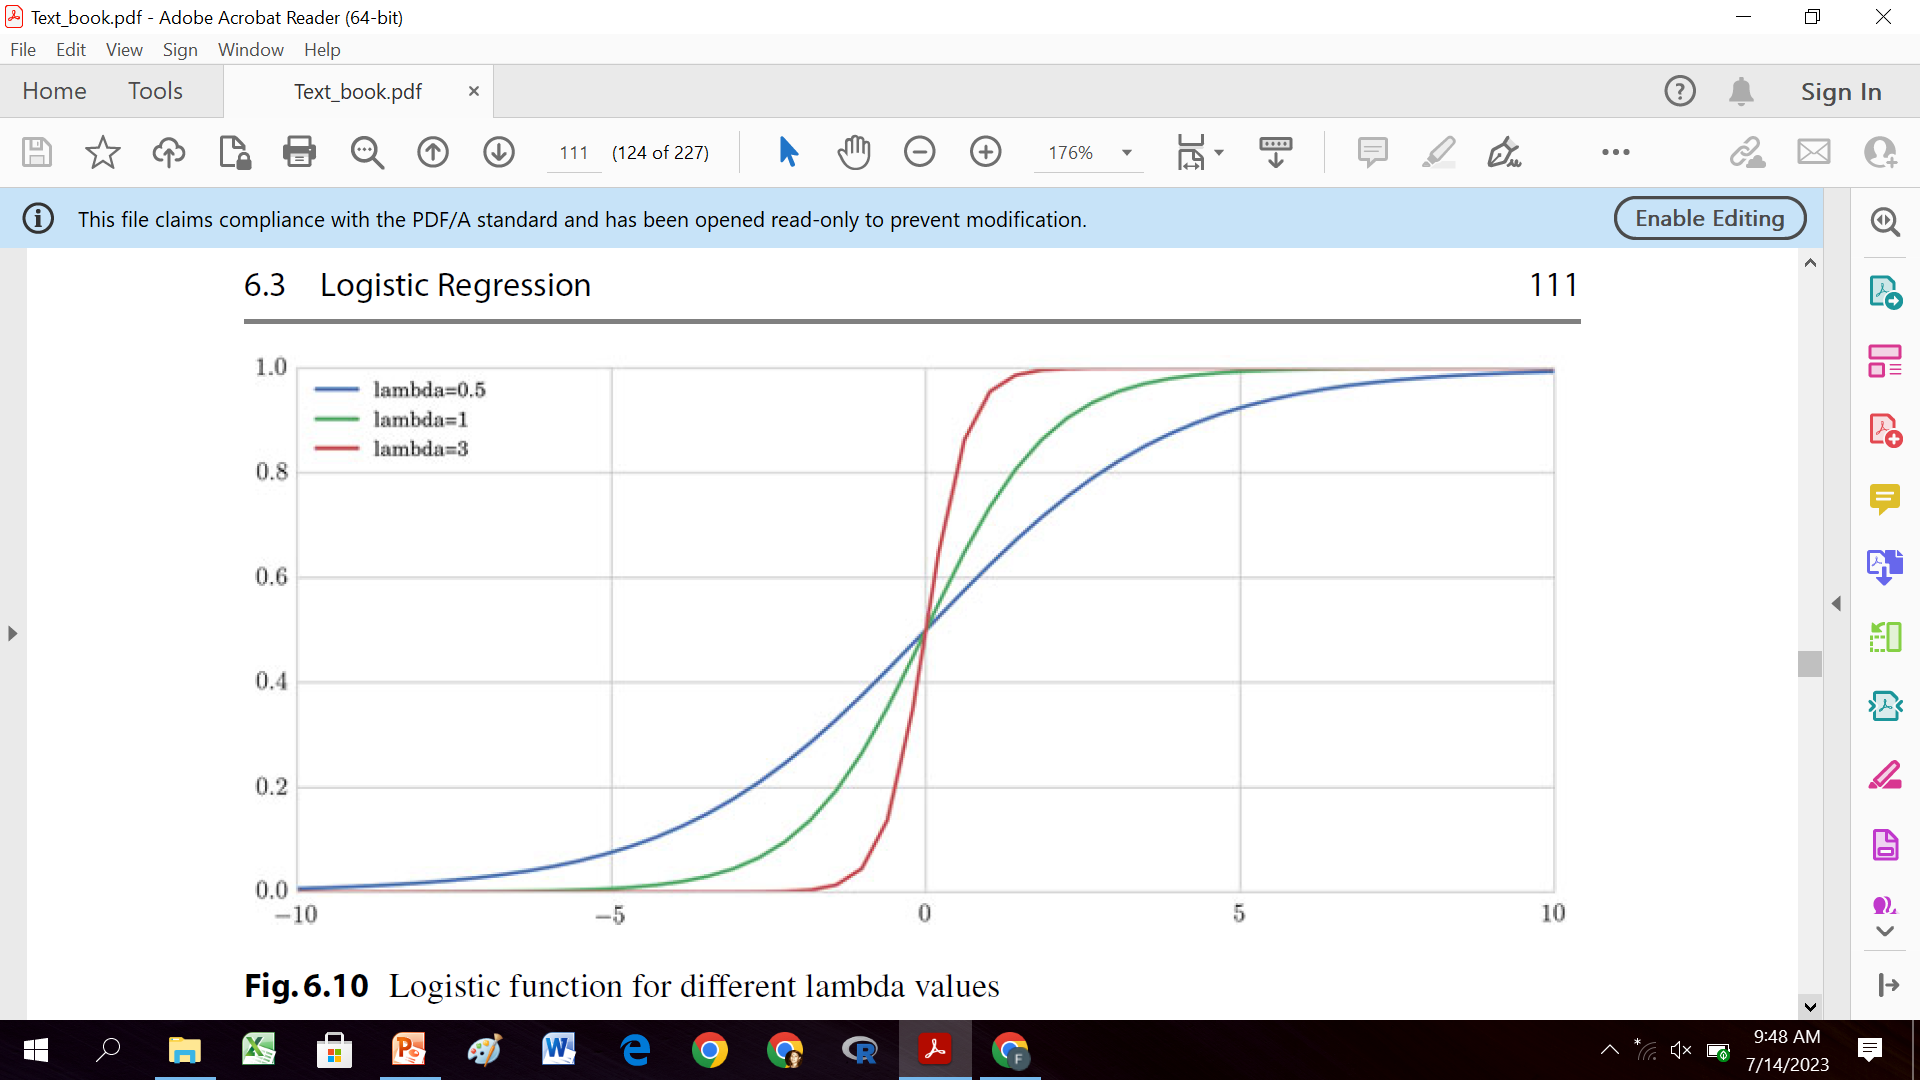 Text_book.pdf - Adobe Acrobat Reader (64-bit)
File Edit View Sign Window Help
Home Tools Text_book.pdf × Sign In
111 (124 of 227) 176%
This file claims compliance with the PDF/A standard and has been opened read-only to prevent modification. Enable Editing
6.3 Logistic Regression 111
1.0
lambda=0.5
lambda=1
lambda=3
0.8
0.6
0.4
0.2
0.0
−10 −5 0 5 10
Fig. 6.10 Logistic function for different lambda values
9:48 AM
7/14/2023